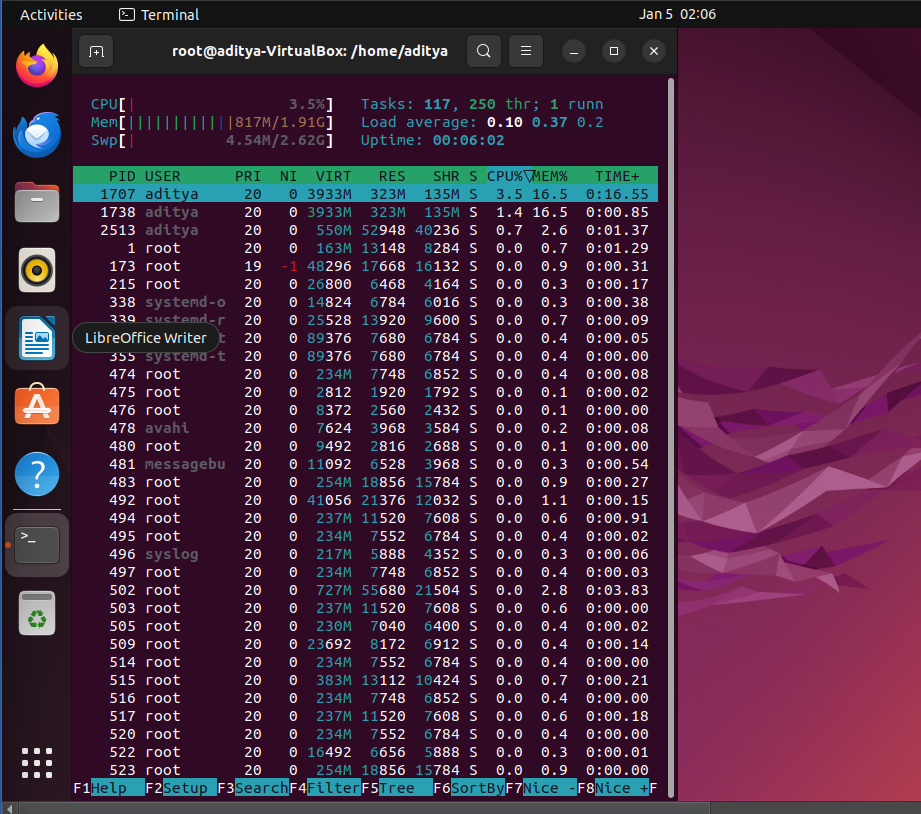 Activities Terminal Jan 5 02:06
root@aditya-VirtualBox: /home/aditya
CPU[| 3.5%] Tasks: 117, 250 thr; 1 runn
Mem[||||||||||||817M/1.91G] Load average: 0.10 0.37 0.2
Swp[| 4.54M/2.62G] Uptime: 00:06:02
PID USER PRI NI VIRT RES SHR S CPU%▽MEM% TIME+
1707 aditya 20 0 3933M 323M 135M S 3.5 16.5 0:16.55
1738 aditya 20 0 3933M 323M 135M S 1.4 16.5 0:00.85
2513 aditya 20 0 550M 52948 40236 S 0.7 2.6 0:01.37
1 root 20 0 163M 13148 8284 S 0.0 0.7 0:01.29
173 root 19 -1 48296 17668 16132 S 0.0 0.9 0:00.31
215 root 20 0 26800 6468 4164 S 0.0 0.3 0:00.17
338 systemd-o 20 0 14824 6784 6016 S 0.0 0.3 0:00.38
339 systemd-r 20 0 25528 13920 9600 S 0.0 0.7 0:00.09
LibreOffice Writer t 20 0 89376 7680 6784 S 0.0 0.4 0:00.05
355 systemd-t 20 0 89376 7680 6784 S 0.0 0.4 0:00.00
474 root 20 0 234M 7748 6852 S 0.0 0.4 0:00.08
475 root 20 0 2812 1920 1792 S 0.0 0.1 0:00.02
476 root 20 0 8372 2560 2432 S 0.0 0.1 0:00.00
478 avahi 20 0 7624 3968 3584 S 0.0 0.2 0:00.08
480 root 20 0 9492 2816 2688 S 0.0 0.1 0:00.00
481 messagebu 20 0 11092 6528 3968 S 0.0 0.3 0:00.54
483 root 20 0 254M 18856 15784 S 0.0 0.9 0:00.27
492 root 20 0 41056 21376 12032 S 0.0 1.1 0:00.15
494 root 20 0 237M 11520 7608 S 0.0 0.6 0:00.91
495 root 20 0 234M 7552 6784 S 0.0 0.4 0:00.02
496 syslog 20 0 217M 5888 4352 S 0.0 0.3 0:00.06
497 root 20 0 234M 7748 6852 S 0.0 0.4 0:00.03
502 root 20 0 727M 55680 21504 S 0.0 2.8 0:03.83
503 root 20 0 237M 11520 7608 S 0.0 0.6 0:00.00
505 root 20 0 230M 7040 6400 S 0.0 0.4 0:00.02
509 root 20 0 23692 8172 6912 S 0.0 0.4 0:00.14
514 root 20 0 234M 7552 6784 S 0.0 0.4 0:00.00
515 root 20 0 383M 13112 10424 S 0.0 0.7 0:00.21
516 root 20 0 234M 7748 6852 S 0.0 0.4 0:00.00
517 root 20 0 237M 11520 7608 S 0.0 0.6 0:00.18
520 root 20 0 234M 7552 6784 S 0.0 0.4 0:00.00
522 root 20 0 16492 6656 5888 S 0.0 0.3 0:00.01
523 root 20 0 254M 18856 15784 S 0.0 0.9 0:00.00
F1Help F2Setup F3SearchF4FilterF5Tree F6SortByF7Nice -F8Nice +F